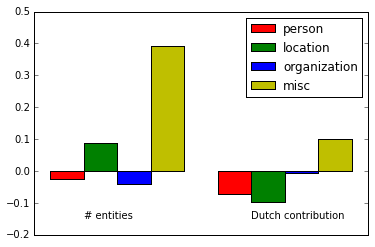 0.5
0.4
0.3
0.2
0.1
0.0
−0.1
−0.2
person
location
organization
misc
# entities
Dutch contribution